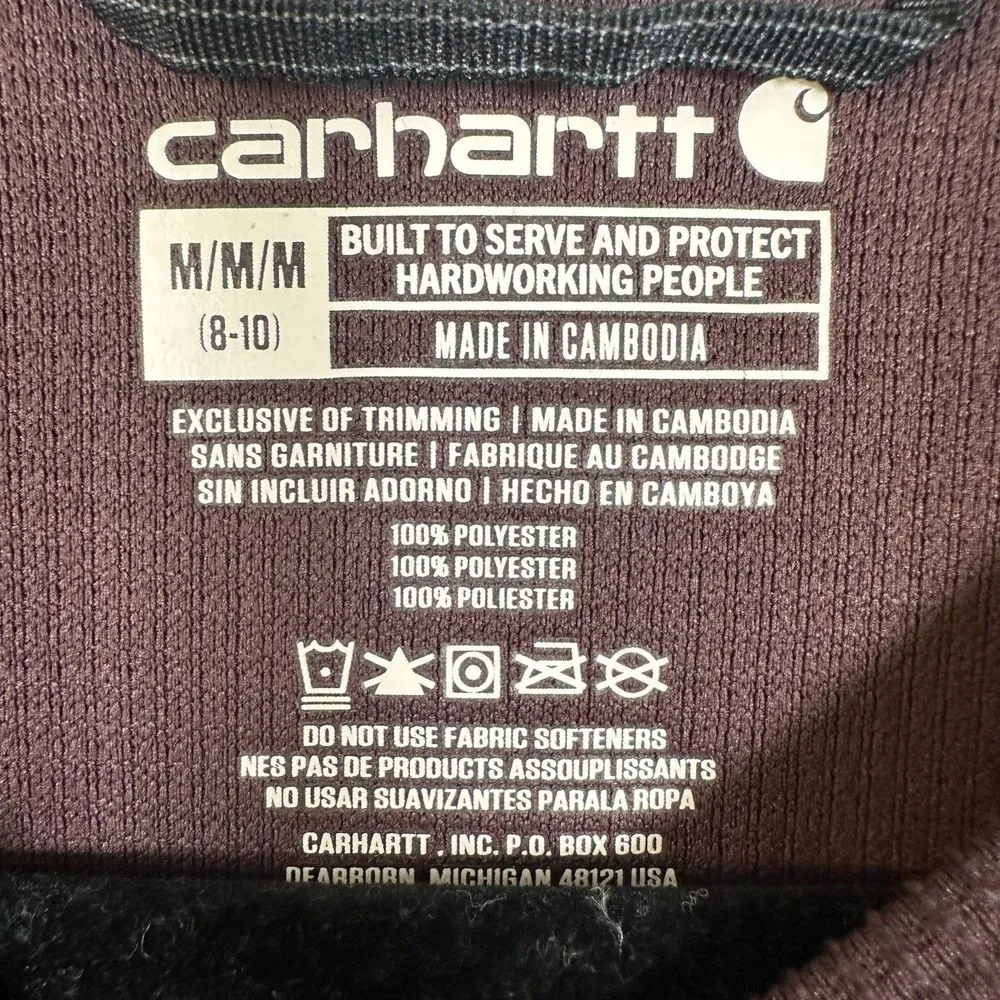 carhartt
M/M/M
(8-10)
BUILT TO SERVE AND PROTECT
HARDWORKING PEOPLE
MADE IN CAMBODIA
EXCLUSIVE OF TRIMMING | MADE IN CAMBODIA
SANS GARNITURE | FABRIQUE AU CAMBODGE
SIN INCLUIR ADORNO | HECHO EN CAMBOYA
100% POLYESTER
100% POLYESTER
100% POLIESTER
DO NOT USE FABRIC SOFTENERS
NES PAS DE PRODUCTS ASSOUPLISSANTS
NO USAR SUAVIZANTES PARALA ROPA
CARHARTT , INC. P.O. BOX 600
DEARBORN, MICHIGAN 48121 USA